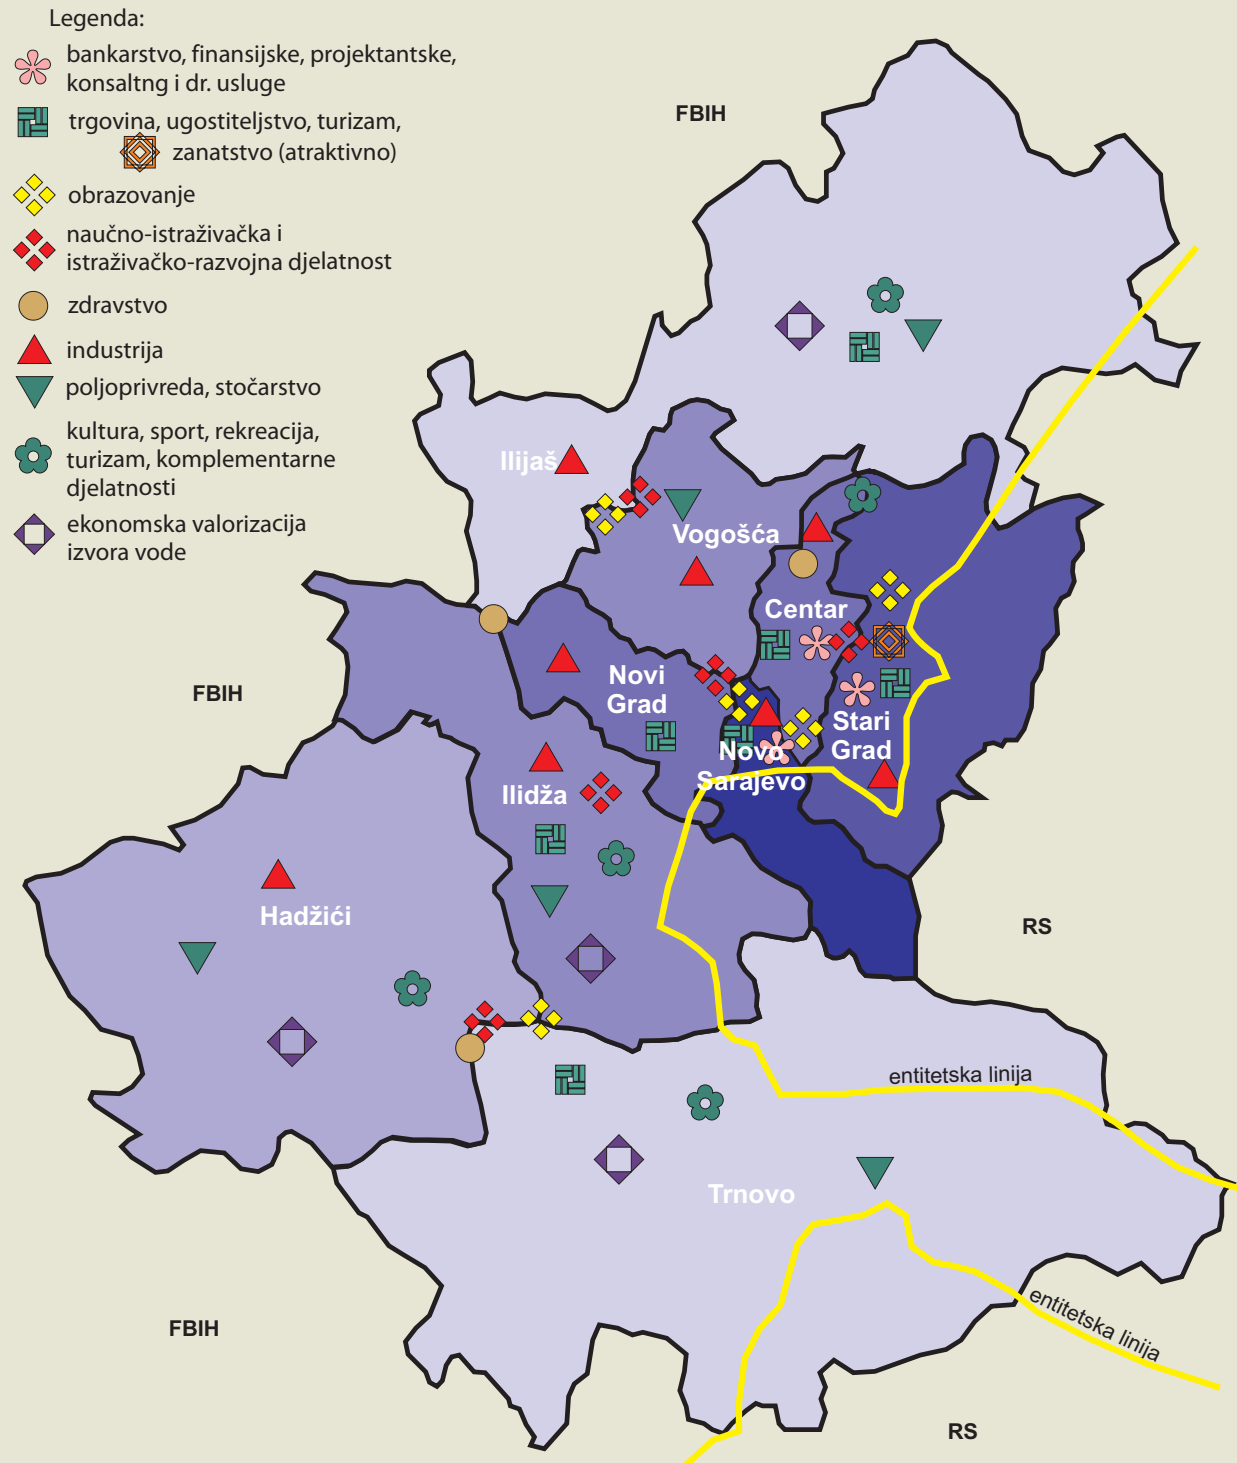 Legenda:
bankarstvo, finansijske, projektantske,
konsaltng i dr. usluge
trgovina, ugostiteljstvo, turizam,
zanatstvo (atraktivno)
obrazovanje
naučno-istraživačka i
istraživačko-razvojna djelatnost
zdravstvo
industrija
poljoprivreda, stočarstvo
kultura, sport, rekreacija,
turizam, komplementarne
djelatnosti
ekonomska valorizacija
izvora vode
FBIH
Ilijaš
Vogošća
Centar
FBIH
Novi
Grad
Stari
Grad
Novo
Sarajevo
Ilidža
Hadžići
RS
entitetska linija
Trnovo
entitetska linija
FBIH
RS